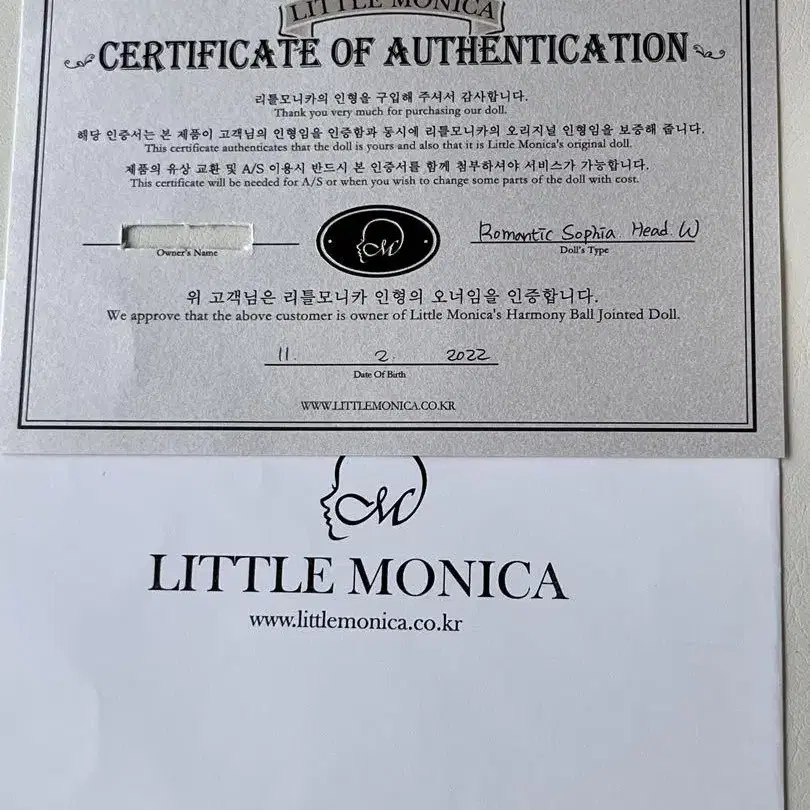 LITTLE MONICA
CERTIFICATE OF AUTHENTICATION
리틀모니카의 인형을 구입해 주셔서 감사합니다.
Thank you very much for purchasing our doll.
해당 인증서는 본 제품이 고객님의 인형임을 인증함과 동시에 리틀모니카의 오리지널 인형임을 보증해 줍니다.
This certificate authenticates that the doll is yours and also that it is Little Monica's original doll.
제품의 유상 교환 및 A/S 이용시 반드시 본 인증서를 함께 첨부하셔야 서비스가 가능합니다.
This certificate will be needed for A/S or when you wish to change some parts of the doll with cost.
Owner's Name
M
Romantic Sophia Head. W
Doll's Type
위 고객님은 리틀모니카 인형의 오너임을 인증합니다.
We approve that the above customer is owner of Little Monica's Harmony Ball Jointed Doll.
11. 2. 2022
Date Of Birth
WWW.LITTLEMONICA.CO.KR
M
LITTLE MONICA
www.littlemonica.co.kr